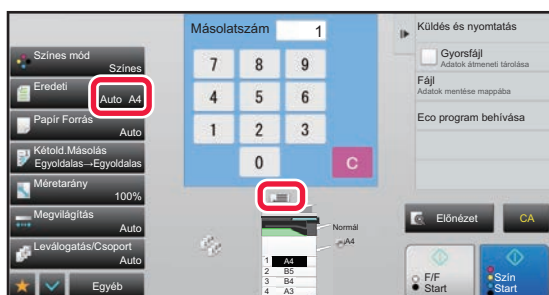 Másolatszám 1
Színes mód
Színes
Eredeti
Auto A4
Papír Forrás
Auto
Kétold.Másolás
Egyoldalas→Egyoldalas
Méretarány
100%
Megvilágítás
Auto
Leválogatás/Csoport
Auto
Egyéb
7 8 9
4 5 6
1 2 3
0 C
Normál
A4
1 A4
2 B5
3 B4
4 A3
Küldés és nyomtatás
Gyorsfájl
Adatok átmeneti tárolása
Fájl
Adatok mentése mappába
Eco program behívása
Előnézet
CA
F/F
Start
Szín
Start